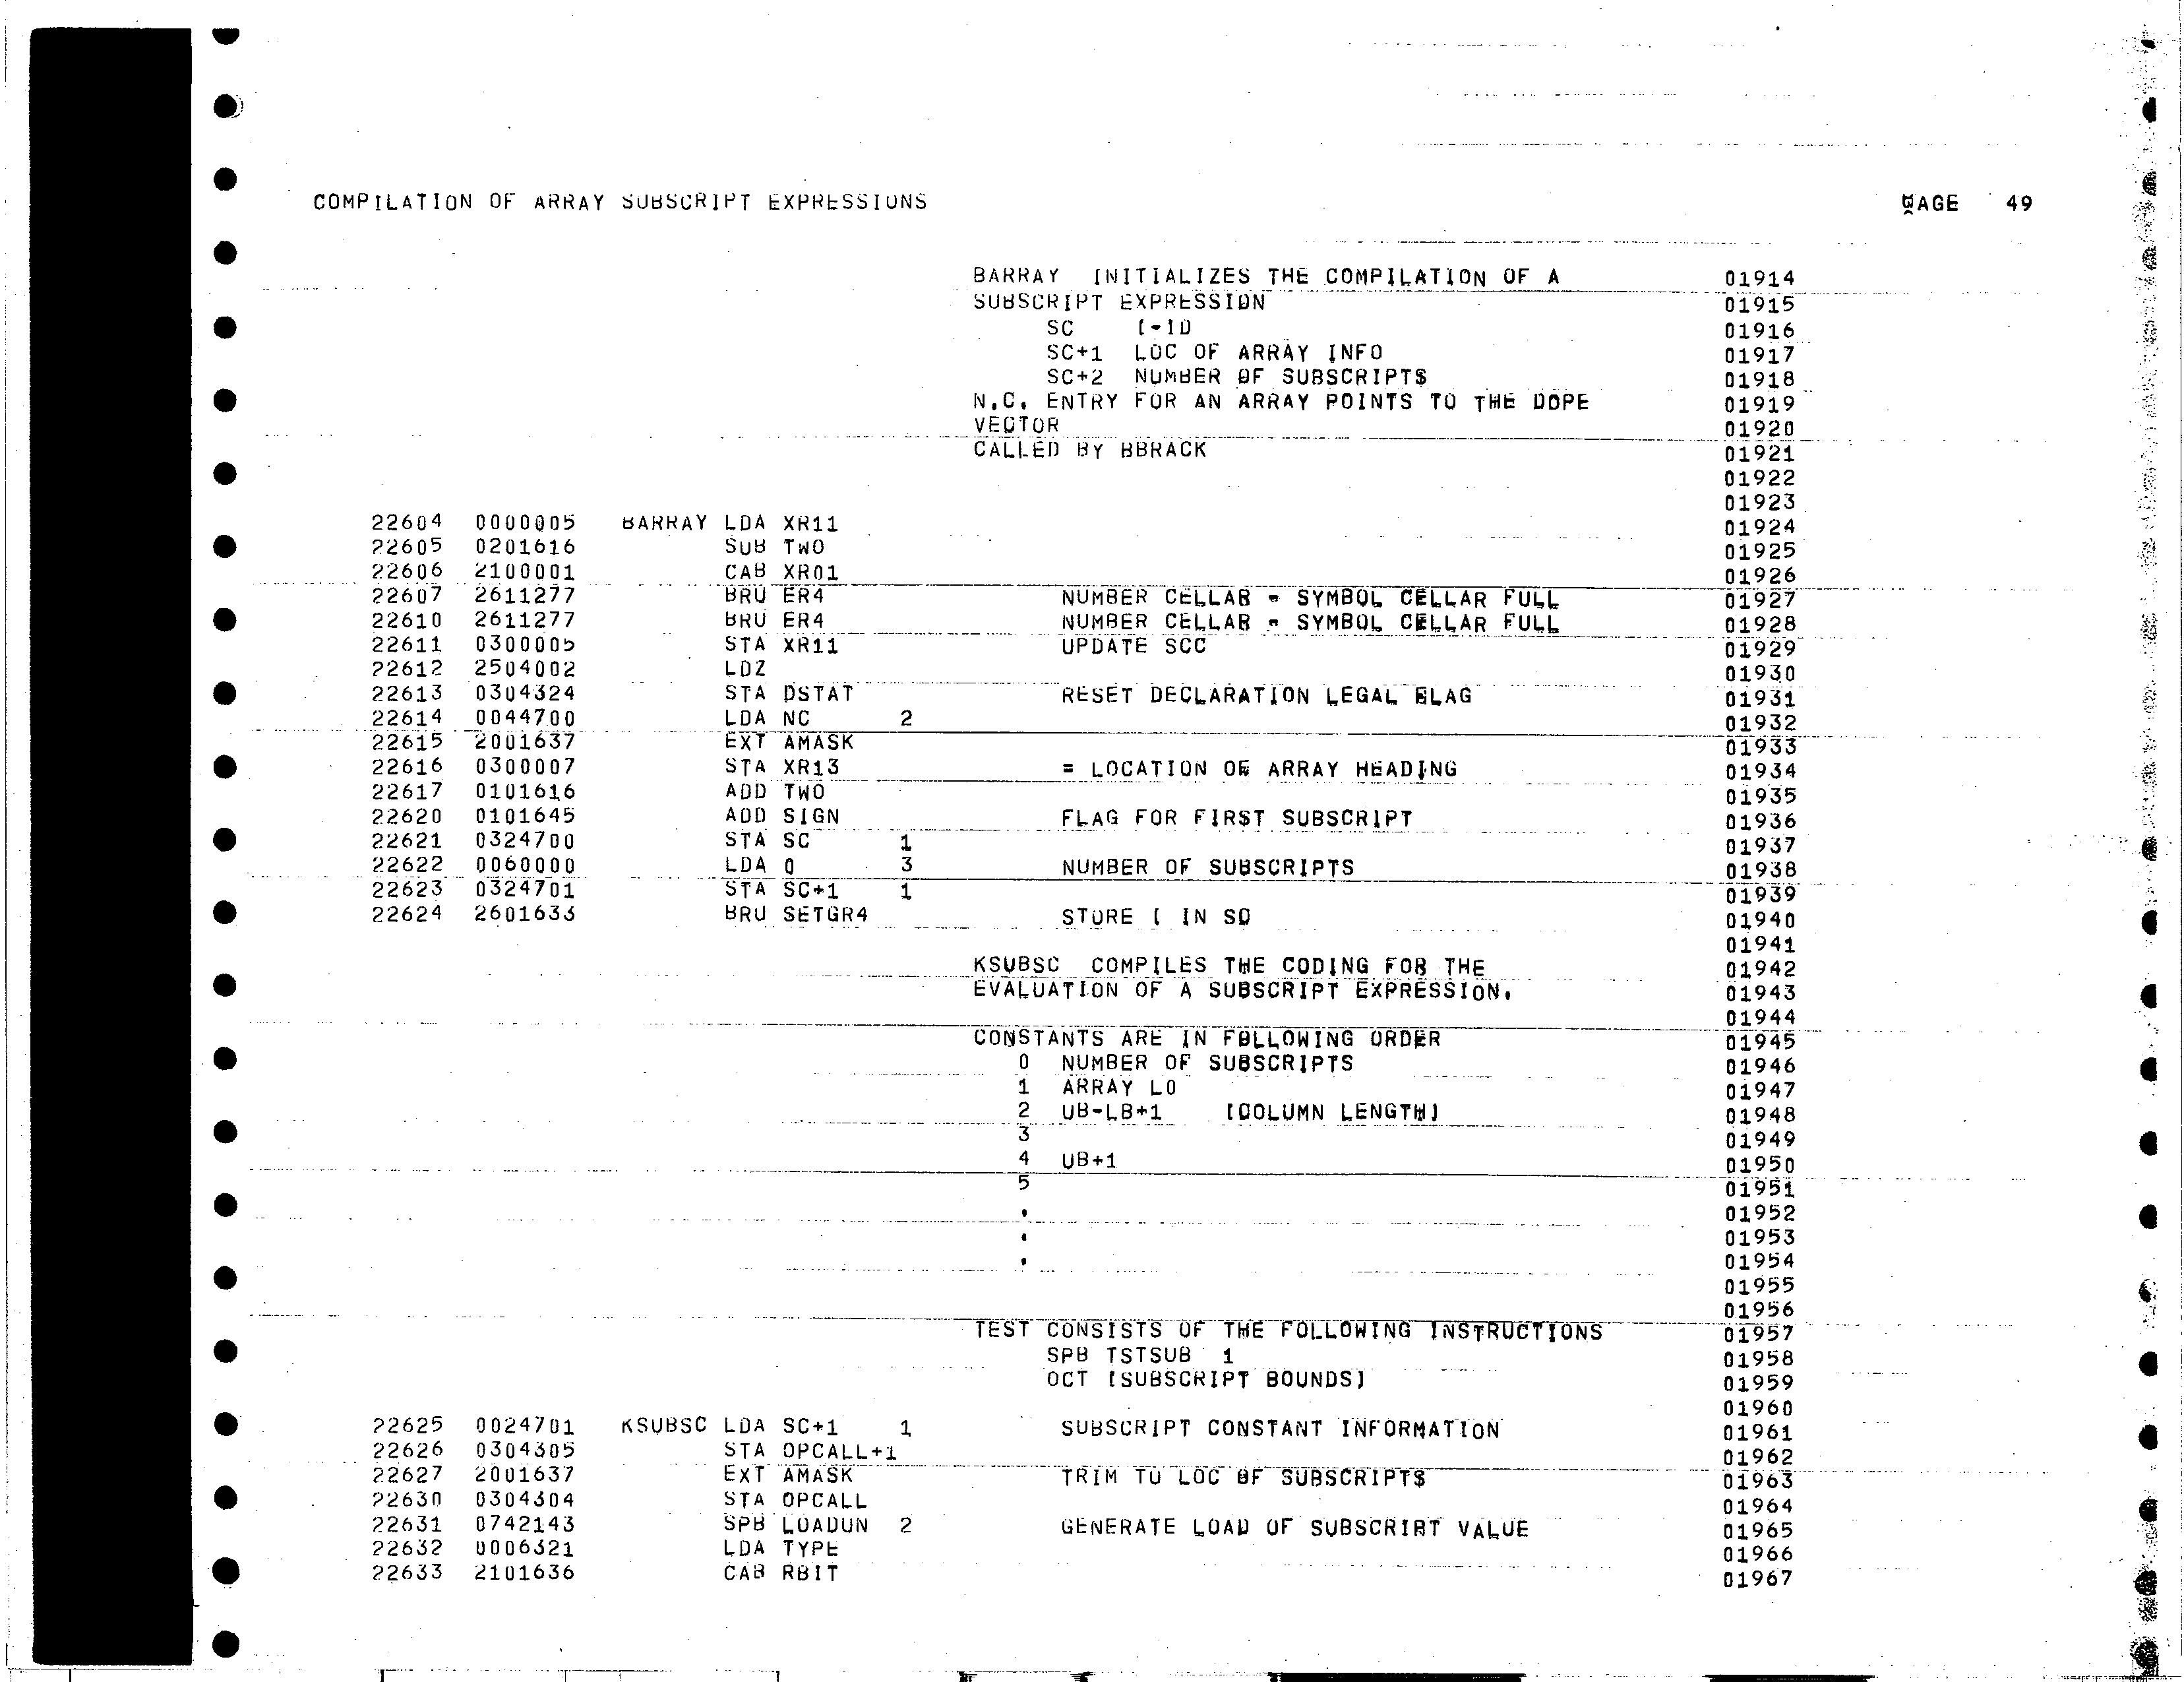 COMPILATION OF ARRAY SUBSCRIPT EXPRESSIONS PAGE 49
BARRAY INITIALIZES THE COMPILATION OF A 01914
SUBSCRIPT EXPRESSION 01915
SC [-ID 01916
SC+1 LOC OF ARRAY INFO 01917
SC+2 NUMBER OF SUBSCRIPTS 01918
N.C. ENTRY FOR AN ARRAY POINTS TO THE DOPE 01919
VECTOR 01920
CALLED BY BBRACK 01921
01922
01923
22604 0000005 BARRAY LDA XR11 01924
22605 0201616 SUB TWO 01925
22606 2100001 CAB XR01 01926
22607 2611277 BRU ER4 NUMBER CELLAR = SYMBOL CELLAR FULL 01927
22610 2611277 BRU ER4 NUMBER CELLAR = SYMBOL CELLAR FULL 01928
22611 0300005 STA XR11 UPDATE SCC 01929
22612 2504002 LDZ 01930
22613 0304324 STA DSTAT RESET DECLARATION LEGAL FLAG 01931
22614 0044700 LDA NC 2 01932
22615 2001637 EXT AMASK 01933
22616 0300007 STA XR13 = LOCATION OF ARRAY HEADING 01934
22617 0101616 ADD TWO 01935
22620 0101645 ADD SIGN FLAG FOR FIRST SUBSCRIPT 01936
22621 0324700 STA SC 1 01937
22622 0060000 LDA 0 3 NUMBER OF SUBSCRIPTS 01938
22623 0324701 STA SC+1 1 01939
22624 2601633 BRU SETGR4 STORE [ IN SC 01940
01941
KSUBSC COMPILES THE CODING FOR THE 01942
EVALUATION OF A SUBSCRIPT EXPRESSION. 01943
01944
CONSTANTS ARE IN FOLLOWING ORDER 01945
0 NUMBER OF SUBSCRIPTS 01946
1 ARRAY L0 01947
2 UB-LB+1 [COLUMN LENGTH] 01948
3 01949
4 UB+1 01950
5 01951
. 01952
. 01953
. 01954
01955
01956
TEST CONSISTS OF THE FOLLOWING INSTRUCTIONS 01957
SPB TSTSUB 1 01958
OCT [SUBSCRIPT BOUNDS] 01959
01960
22625 0024701 KSUBSC LDA SC+1 1 SUBSCRIPT CONSTANT INFORMATION 01961
22626 0304305 STA OPCALL+1 01962
22627 2001637 EXT AMASK TRIM TO LOC OF SUBSCRIPTS 01963
22630 0304304 STA OPCALL 01964
22631 0742143 SPB LOADUN 2 GENERATE LOAD OF SUBSCRIPT VALUE 01965
22632 0006321 LDA TYPE 01966
22633 2101636 CAB RBIT 01967